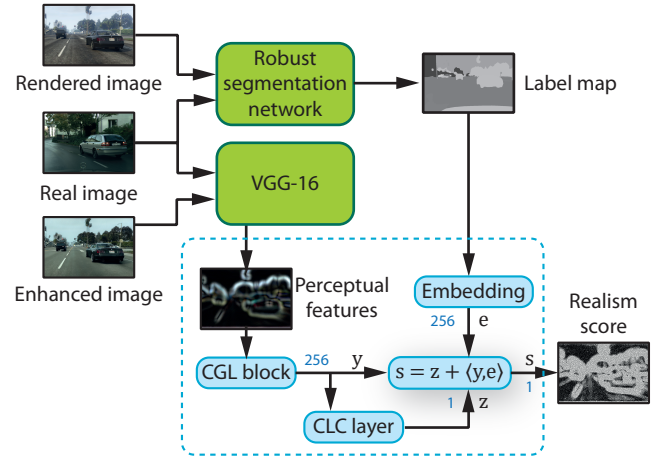 Rendered image
Robust
segmentation
network
Label map
Real image
VGG-16
Enhanced image
Perceptual
features
Embedding
256
e
Realism
score
CGL block
256
y
s = z + ⟨y,e⟩
s
1
1
z
CLC layer